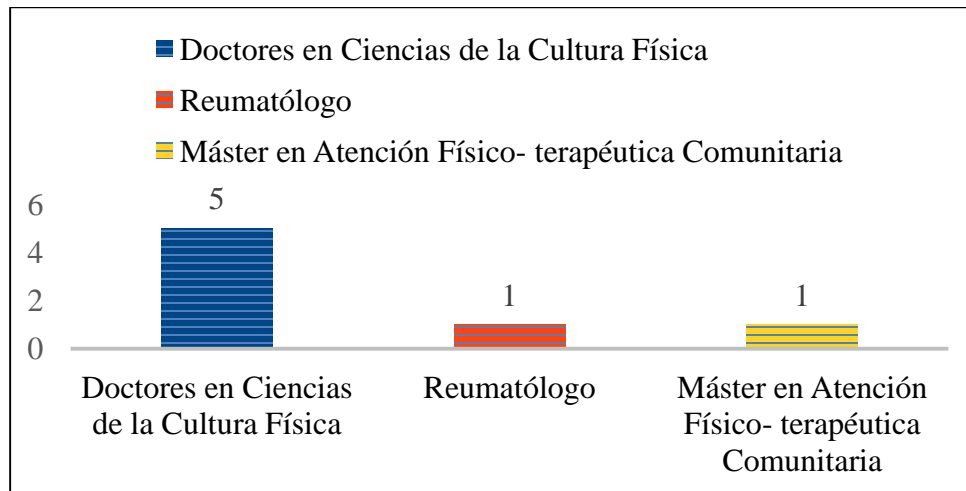 Doctores en Ciencias de la Cultura Física
Reumatólogo
Máster en Atención Físico- terapéutica Comunitaria
6
4
2
0
5
1
1
Doctores en Ciencias
de la Cultura Física
Reumatólogo
Máster en Atención
Físico- terapéutica
Comunitaria